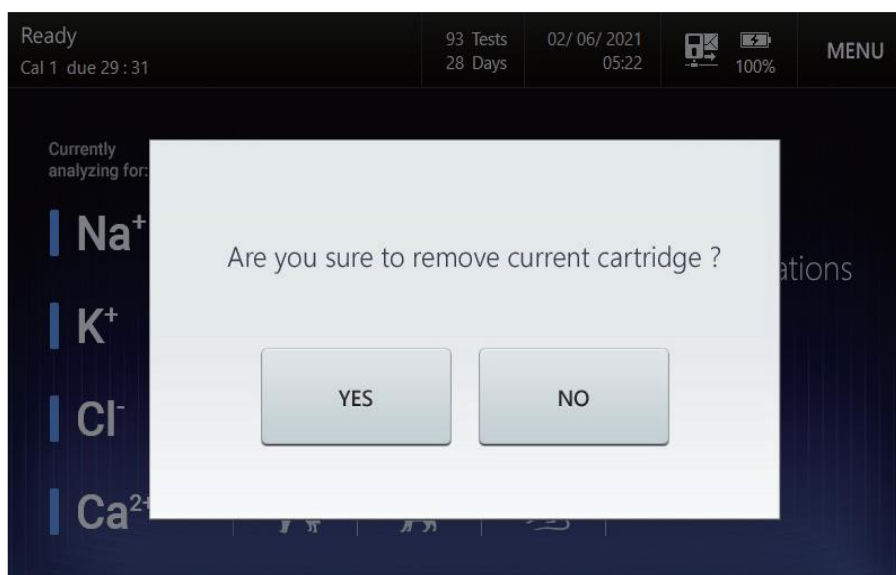 Ready
Cal 1 due 29 : 31
93 Tests
28 Days
02/ 06/ 2021
05:22
100%
MENU
Currently
analyzing for:
Na⁺
K⁺
Cl⁻
Ca²⁺
Are you sure to remove current cartridge ?
ations
YES
NO